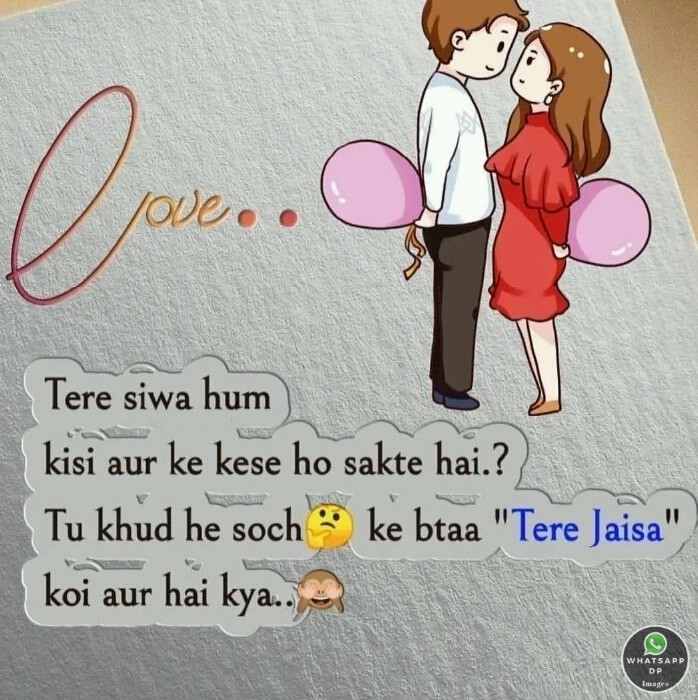 Love..
Tere siwa hum
kisi aur ke kese ho sakte hai.?
Tu khud he soch🤔 ke btaa "Tere Jaisa"
koi aur hai kya..🙈
WHATSAPP
DP
Images